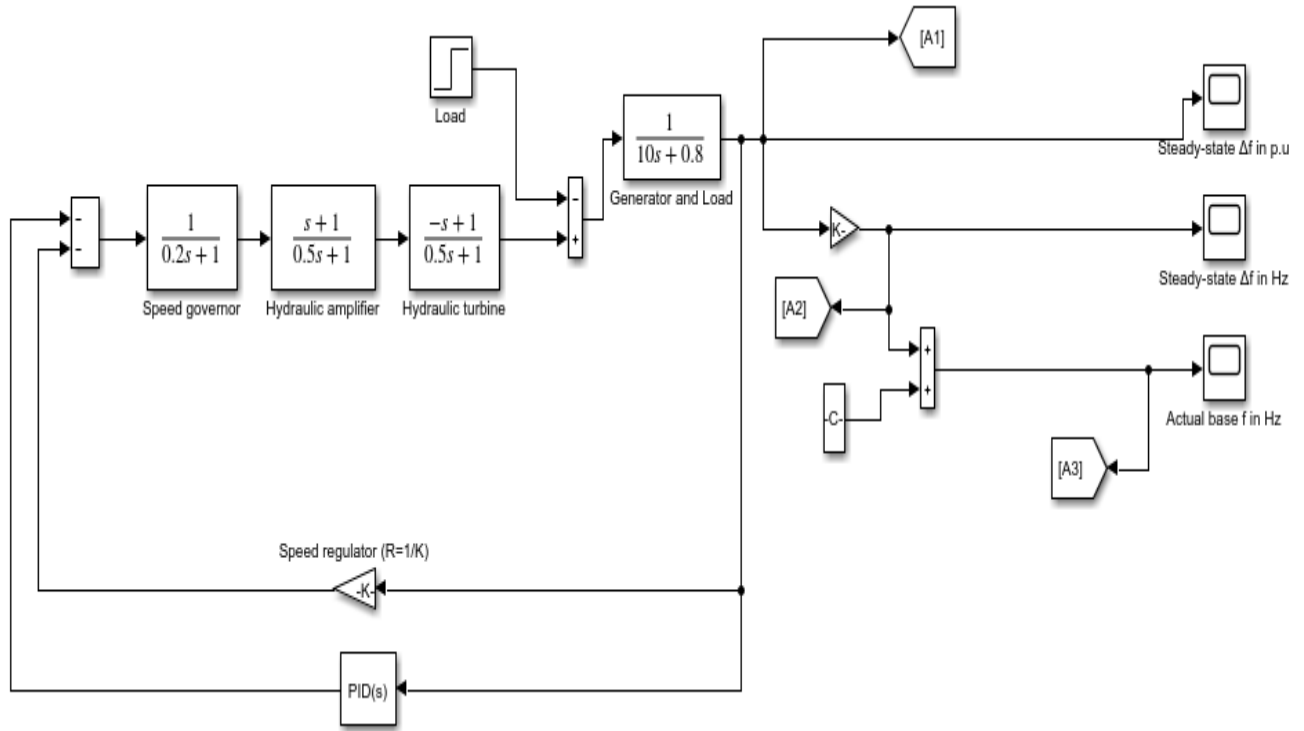 [A1]
Load
1
10s + 0.8
Generator and Load
Steady-state Δf in p.u
-
-
1
0.2s + 1
Speed governor
s + 1
0.5s + 1
Hydraulic amplifier
-s + 1
0.5s + 1
Hydraulic turbine
-
+
K-
Steady-state Δf in Hz
[A2]
+
+
-C-
Actual base f in Hz
[A3]
Speed regulator (R=1/K)
-K-
PID(s)